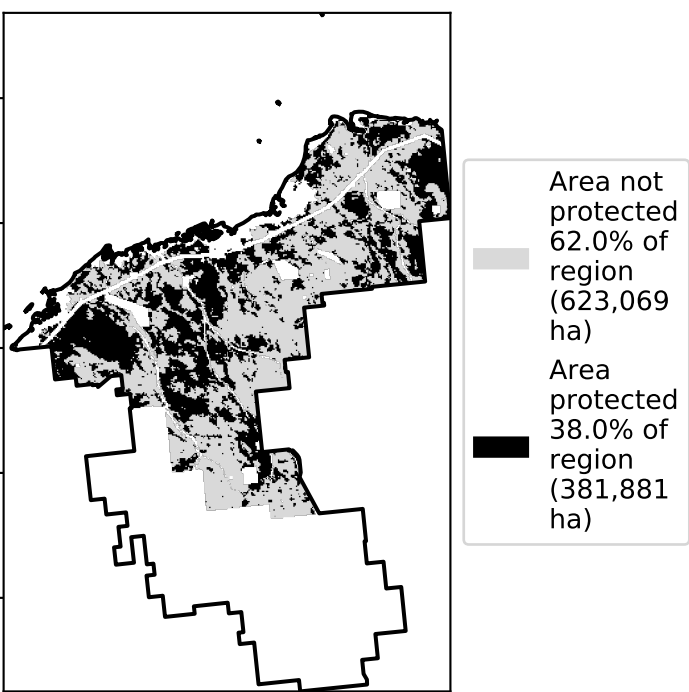 Area not
protected
62.0% of
region
(623,069
ha)
Area
protected
38.0% of
region
(381,881
ha)